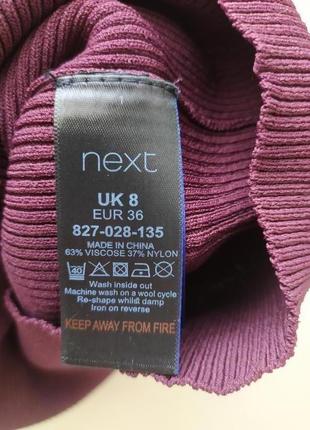 next
UK 8
EUR 36
827-028-135
MADE IN CHINA
63% VISCOSE 37% NYLON
40
Wash inside out
Machine wash on a wool cycle
Re-shape whilst damp
Iron on reverse
KEEP AWAY FROM FIRE